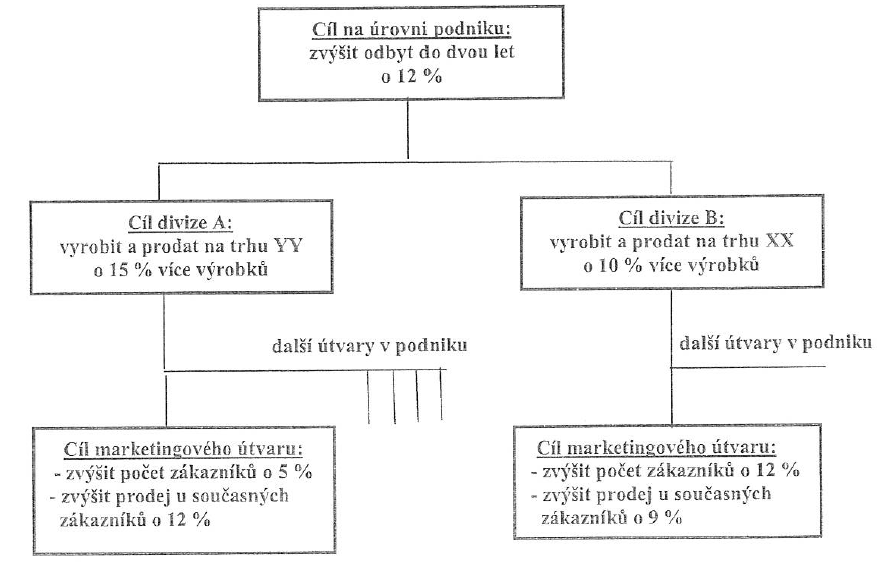 Cíl na úrovni podniku:
zvýšit odbyt do dvou let
o 12 %
Cíl divize A:
vyrobit a prodat na trhu YY
o 15 % více výrobků
Cíl divize B:
vyrobit a prodat na trhu XX
o 10 % více výrobků
další útvary v podniku
další útvary v podniku
Cíl marketingového útvaru:
- zvýšit počet zákazníků o 5 %
- zvýšit prodej u současných
zákazníků o 12 %
Cíl marketingového útvaru:
- zvýšit počet zákazníků o 12 %
- zvýšit prodej u současných
zákazníků o 9 %